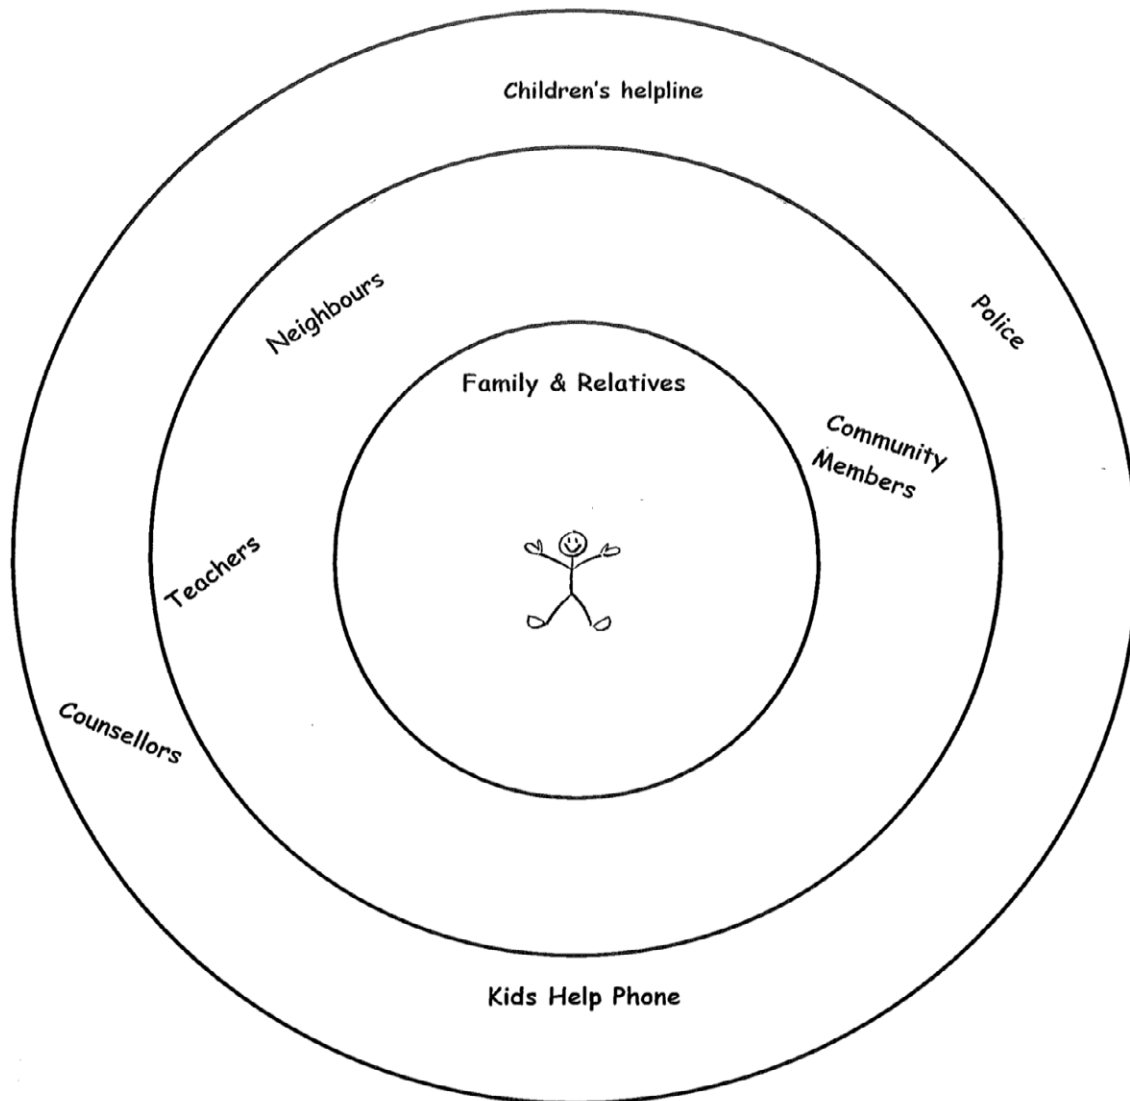 Children's helpline
Neighbours
Police
Family & Relatives
Community
Members
Teachers
Counsellors
Kids Help Phone